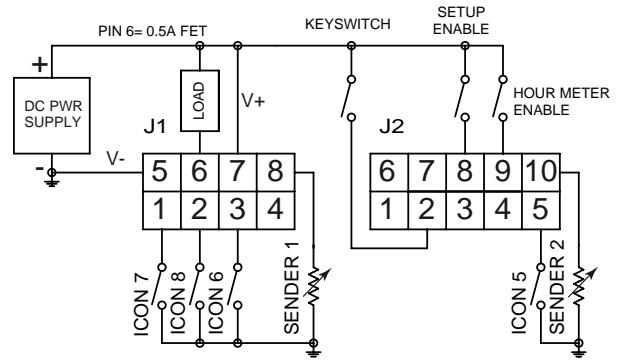 PIN 6= 0.5A FET
KEYSWITCH
SETUP
ENABLE
+
DC PWR
SUPPLY
-
V-
LOAD
V+
HOUR METER
ENABLE
J1
J2
5 6 7 8
1 2 3 4
6 7 8 9 10
1 2 3 4 5
ICON 7
ICON 8
ICON 6
SENDER 1
ICON 5
SENDER 2